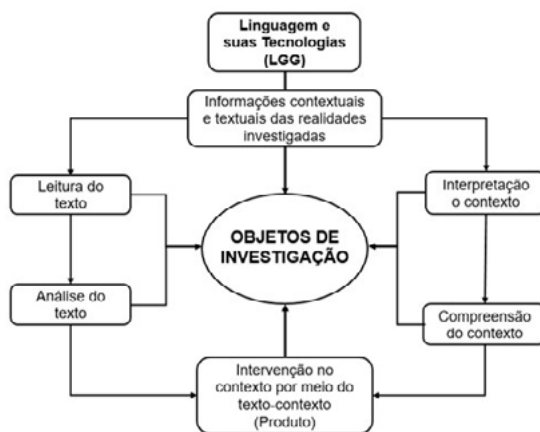 Linguagem e
suas Tecnologias
(LGG)
Informações contextuais
e textuais das realidades
investigadas
Leitura do
texto
Interpretação
o contexto
OBJETOS DE
INVESTIGAÇÃO
Análise do
texto
Compreensão
do contexto
Intervenção no
contexto por meio do
texto-contexto
(Produto)